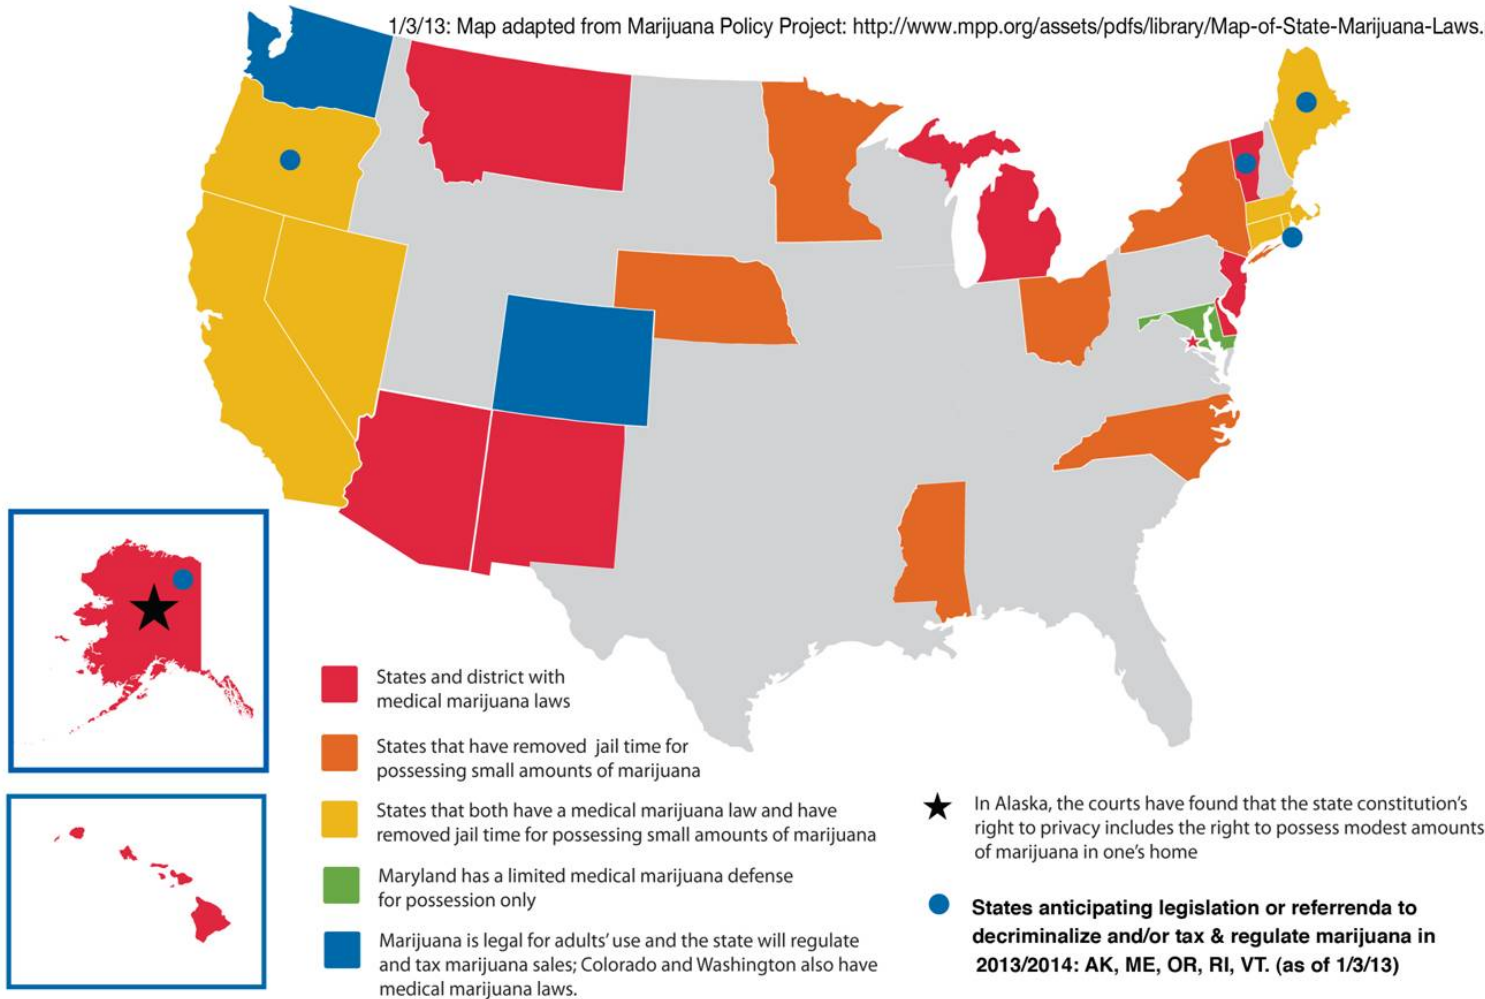 1/3/13: Map adapted from Marijuana Policy Project: http://www.mpp.org/assets/pdfs/library/Map-of-State-Marijuana-Laws.
States and district with
medical marijuana laws
States that have removed jail time for
possessing small amounts of marijuana
States that both have a medical marijuana law and have
removed jail time for possessing small amounts of marijuana
Maryland has a limited medical marijuana defense
for possession only
Marijuana is legal for adults' use and the state will regulate
and tax marijuana sales; Colorado and Washington also have
medical marijuana laws.
In Alaska, the courts have found that the state constitution's
right to privacy includes the right to possess modest amounts
of marijuana in one's home
States anticipating legislation or referrenda to
decriminalize and/or tax & regulate marijuana in
2013/2014: AK, ME, OR, RI, VT. (as of 1/3/13)